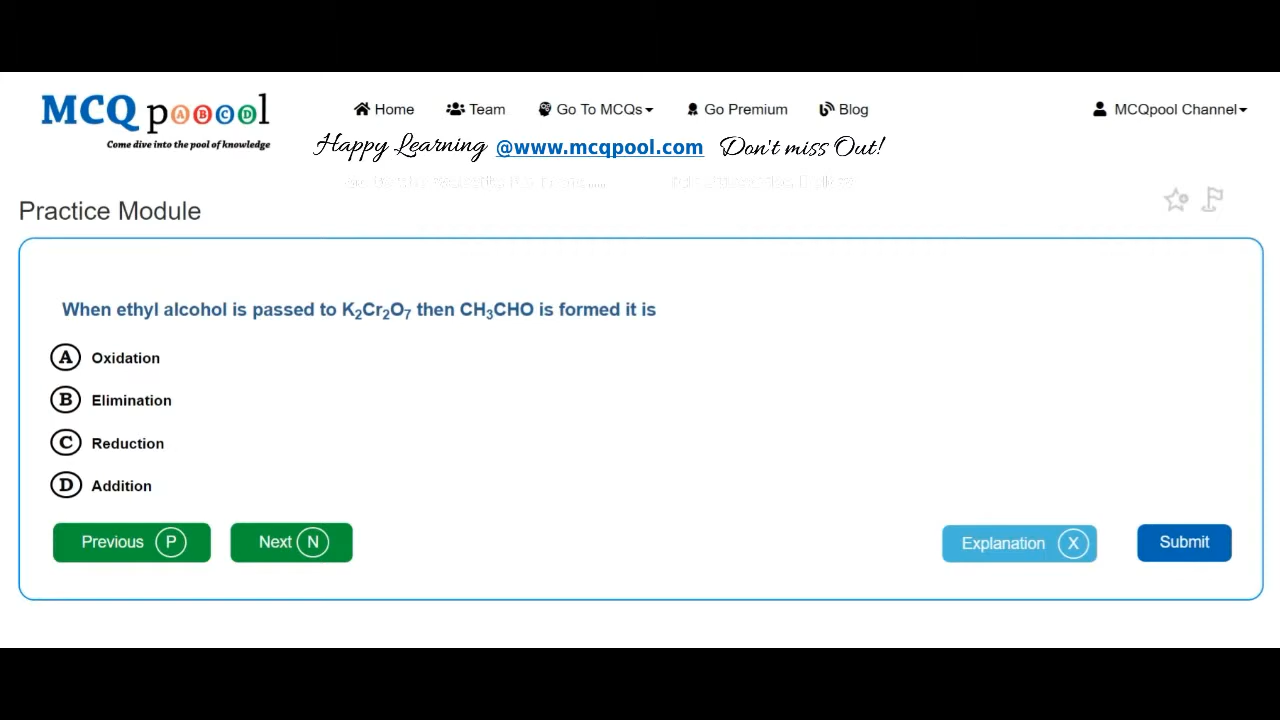 MCQ pooool
Come dive into the pool of knowledge
Home Team Go To MCQs Go Premium Blog MCQpool Channel
Happy Learning @www.mcqpool.com Don't miss Out!
Practice Module
When ethyl alcohol is passed to K₂Cr₂O₇ then CH₃CHO is formed it is
A Oxidation
B Elimination
C Reduction
D Addition
Previous P Next N Explanation X Submit